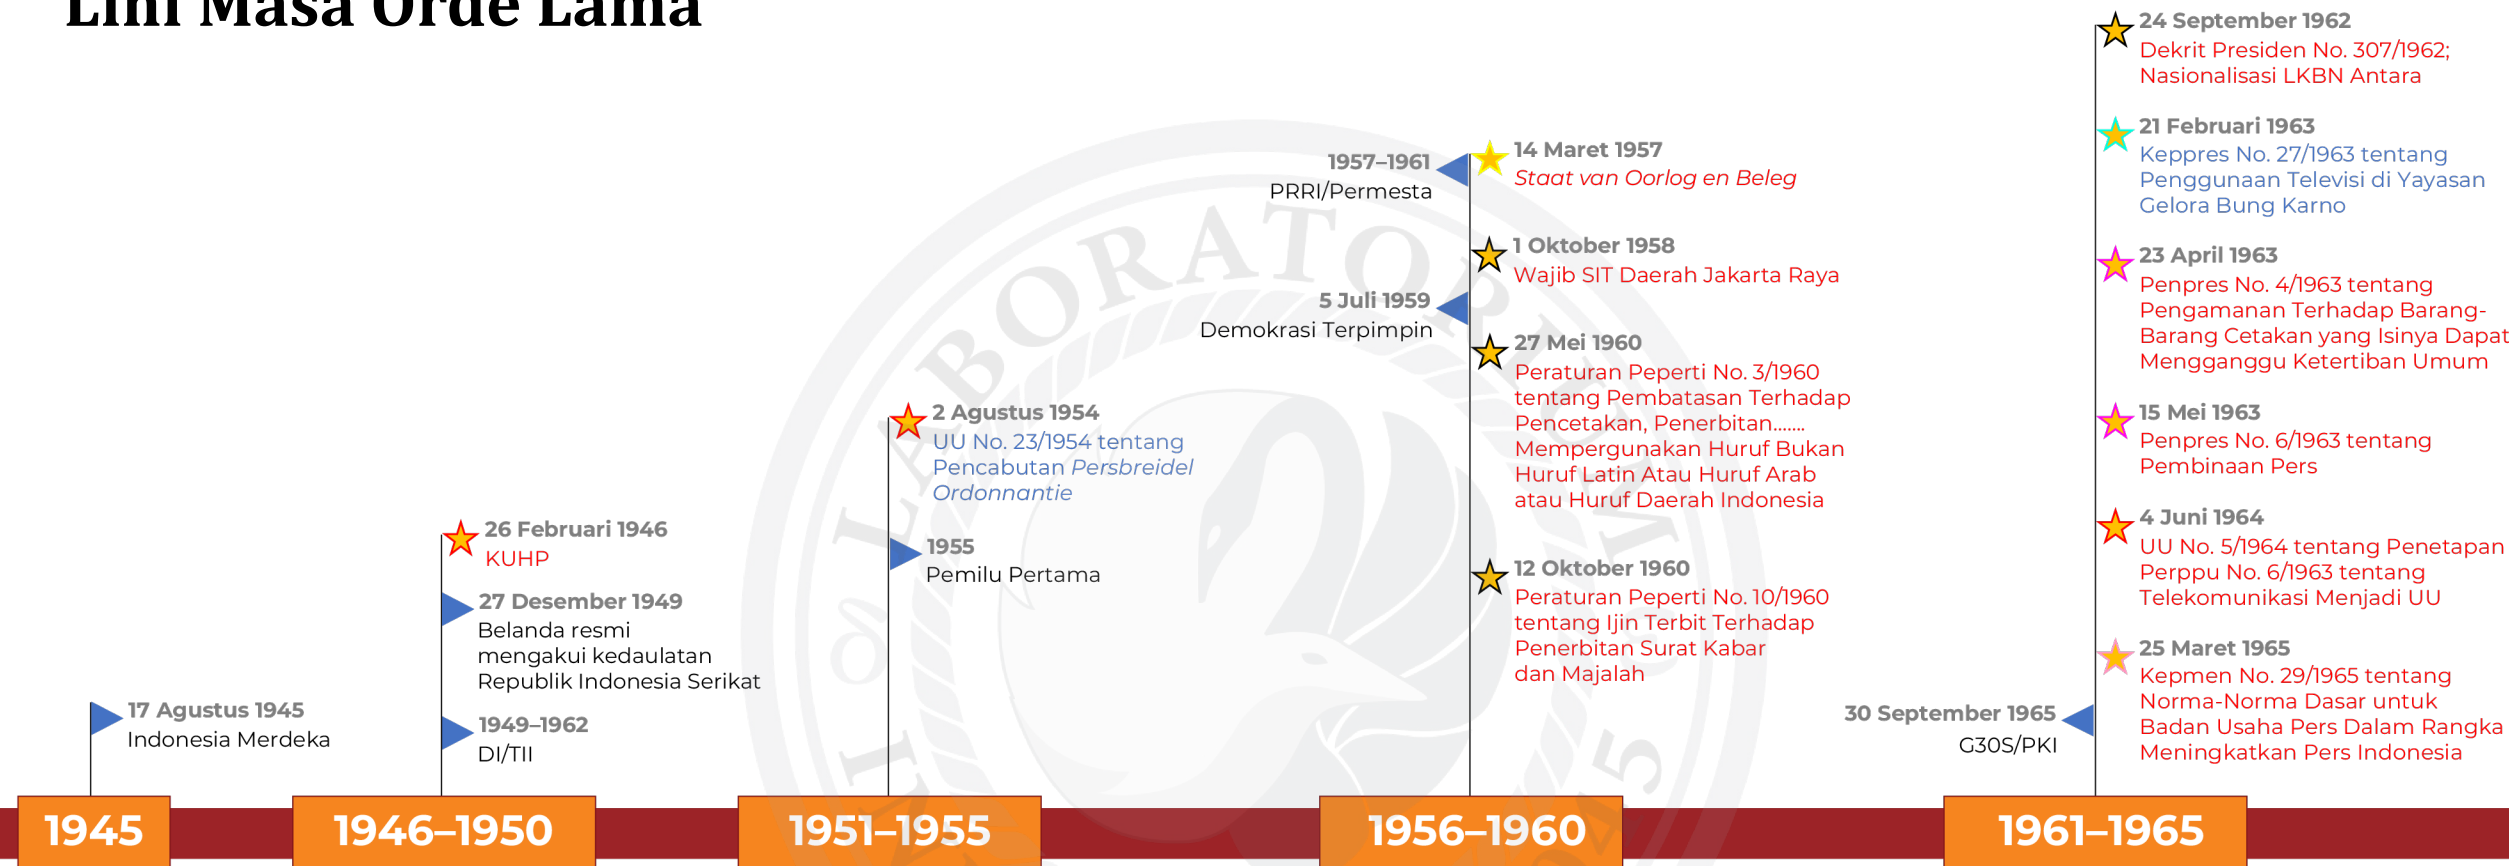 Lini Masa Orde Lama
17 Agustus 1945
Indonesia Merdeka
26 Februari 1946
KUHP
27 Desember 1949
Belanda resmi
mengakui kedaulatan
Republik Indonesia Serikat
1949–1962
DI/TII
2 Agustus 1954
UU No. 23/1954 tentang
Pencabutan Persbreidel
Ordonnantie
1955
Pemilu Pertama
1957–1961
PRRI/Permesta
14 Maret 1957
Staat van Oorlog en Beleg
1 Oktober 1958
Wajib SIT Daerah Jakarta Raya
5 Juli 1959
Demokrasi Terpimpin
27 Mei 1960
Peraturan Peperti No. 3/1960
tentang Pembatasan Terhadap
Pencetakan, Penerbitan.......
Mempergunakan Huruf Bukan
Huruf Latin Atau Huruf Arab
atau Huruf Daerah Indonesia
12 Oktober 1960
Peraturan Peperti No. 10/1960
tentang Ijin Terbit Terhadap
Penerbitan Surat Kabar
dan Majalah
24 September 1962
Dekrit Presiden No. 307/1962;
Nasionalisasi LKBN Antara
21 Februari 1963
Keppres No. 27/1963 tentang
Penggunaan Televisi di Yayasan
Gelora Bung Karno
23 April 1963
Penpres No. 4/1963 tentang
Pengamanan Terhadap Barang-
Barang Cetakan yang Isinya Dapat
Mengganggu Ketertiban Umum
15 Mei 1963
Penpres No. 6/1963 tentang
Pembinaan Pers
4 Juni 1964
UU No. 5/1964 tentang Penetapan
Perppu No. 6/1963 tentang
Telekomunikasi Menjadi UU
25 Maret 1965
Kepmen No. 29/1965 tentang
Norma-Norma Dasar untuk
Badan Usaha Pers Dalam Rangka
Meningkatkan Pers Indonesia
30 September 1965
G30S/PKI
1945
1946–1950
1951–1955
1956–1960
1961–1965
LABORATORIUM